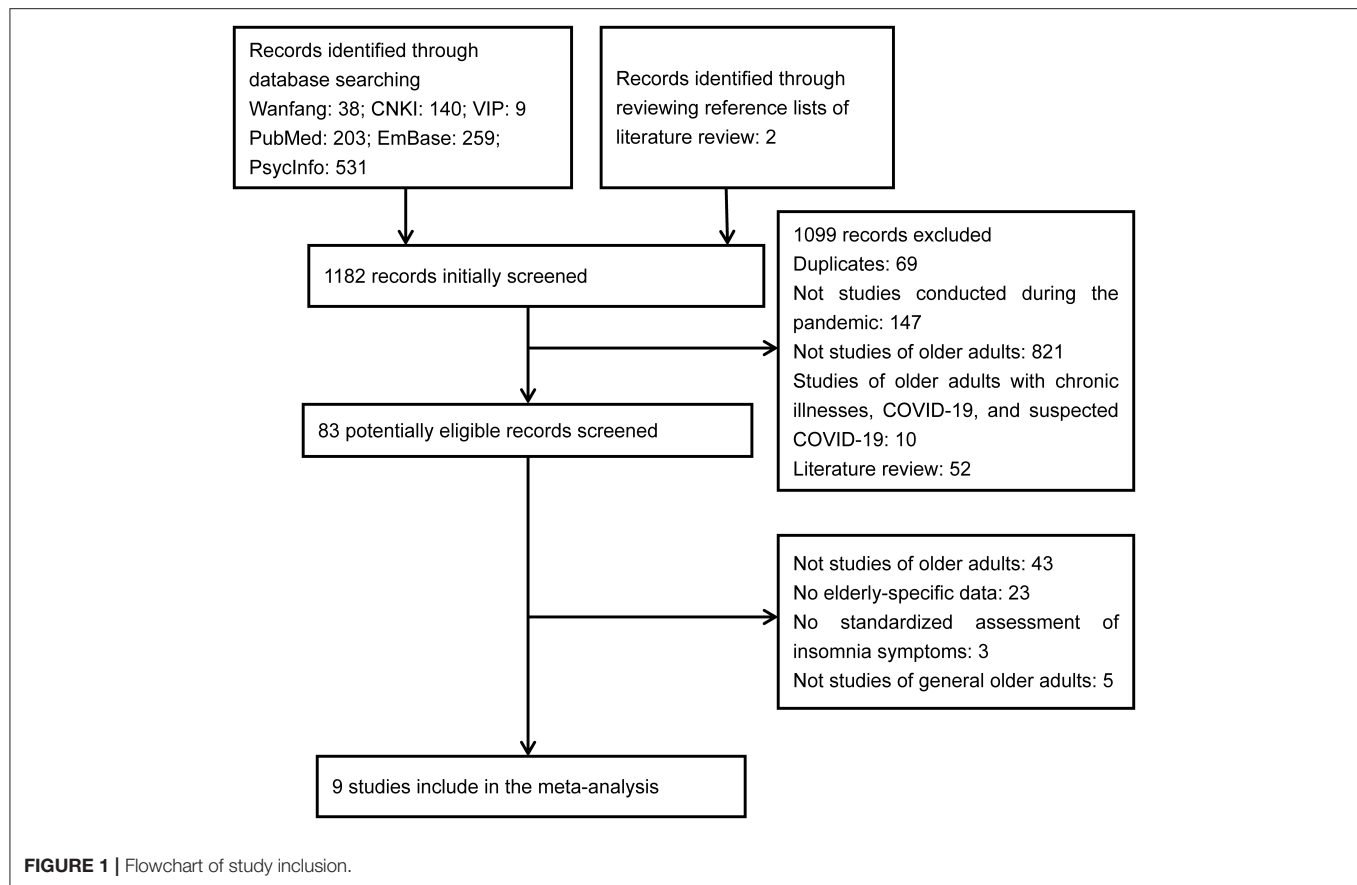 Records identified through
database searching
Wanfang: 38; CNKI: 140; VIP: 9
PubMed: 203; EmBase: 259;
PsycInfo: 531
Records identified through
reviewing reference lists of
literature review: 2
1182 records initially screened
1099 records excluded
Duplicates: 69
Not studies conducted during the
pandemic: 147
Not studies of older adults: 821
Studies of older adults with chronic
illnesses, COVID-19, and suspected
COVID-19: 10
Literature review: 52
83 potentially eligible records screened
Not studies of older adults: 43
No elderly-specific data: 23
No standardized assessment of
insomnia symptoms: 3
Not studies of general older adults: 5
9 studies include in the meta-analysis
FIGURE 1 | Flowchart of study inclusion.